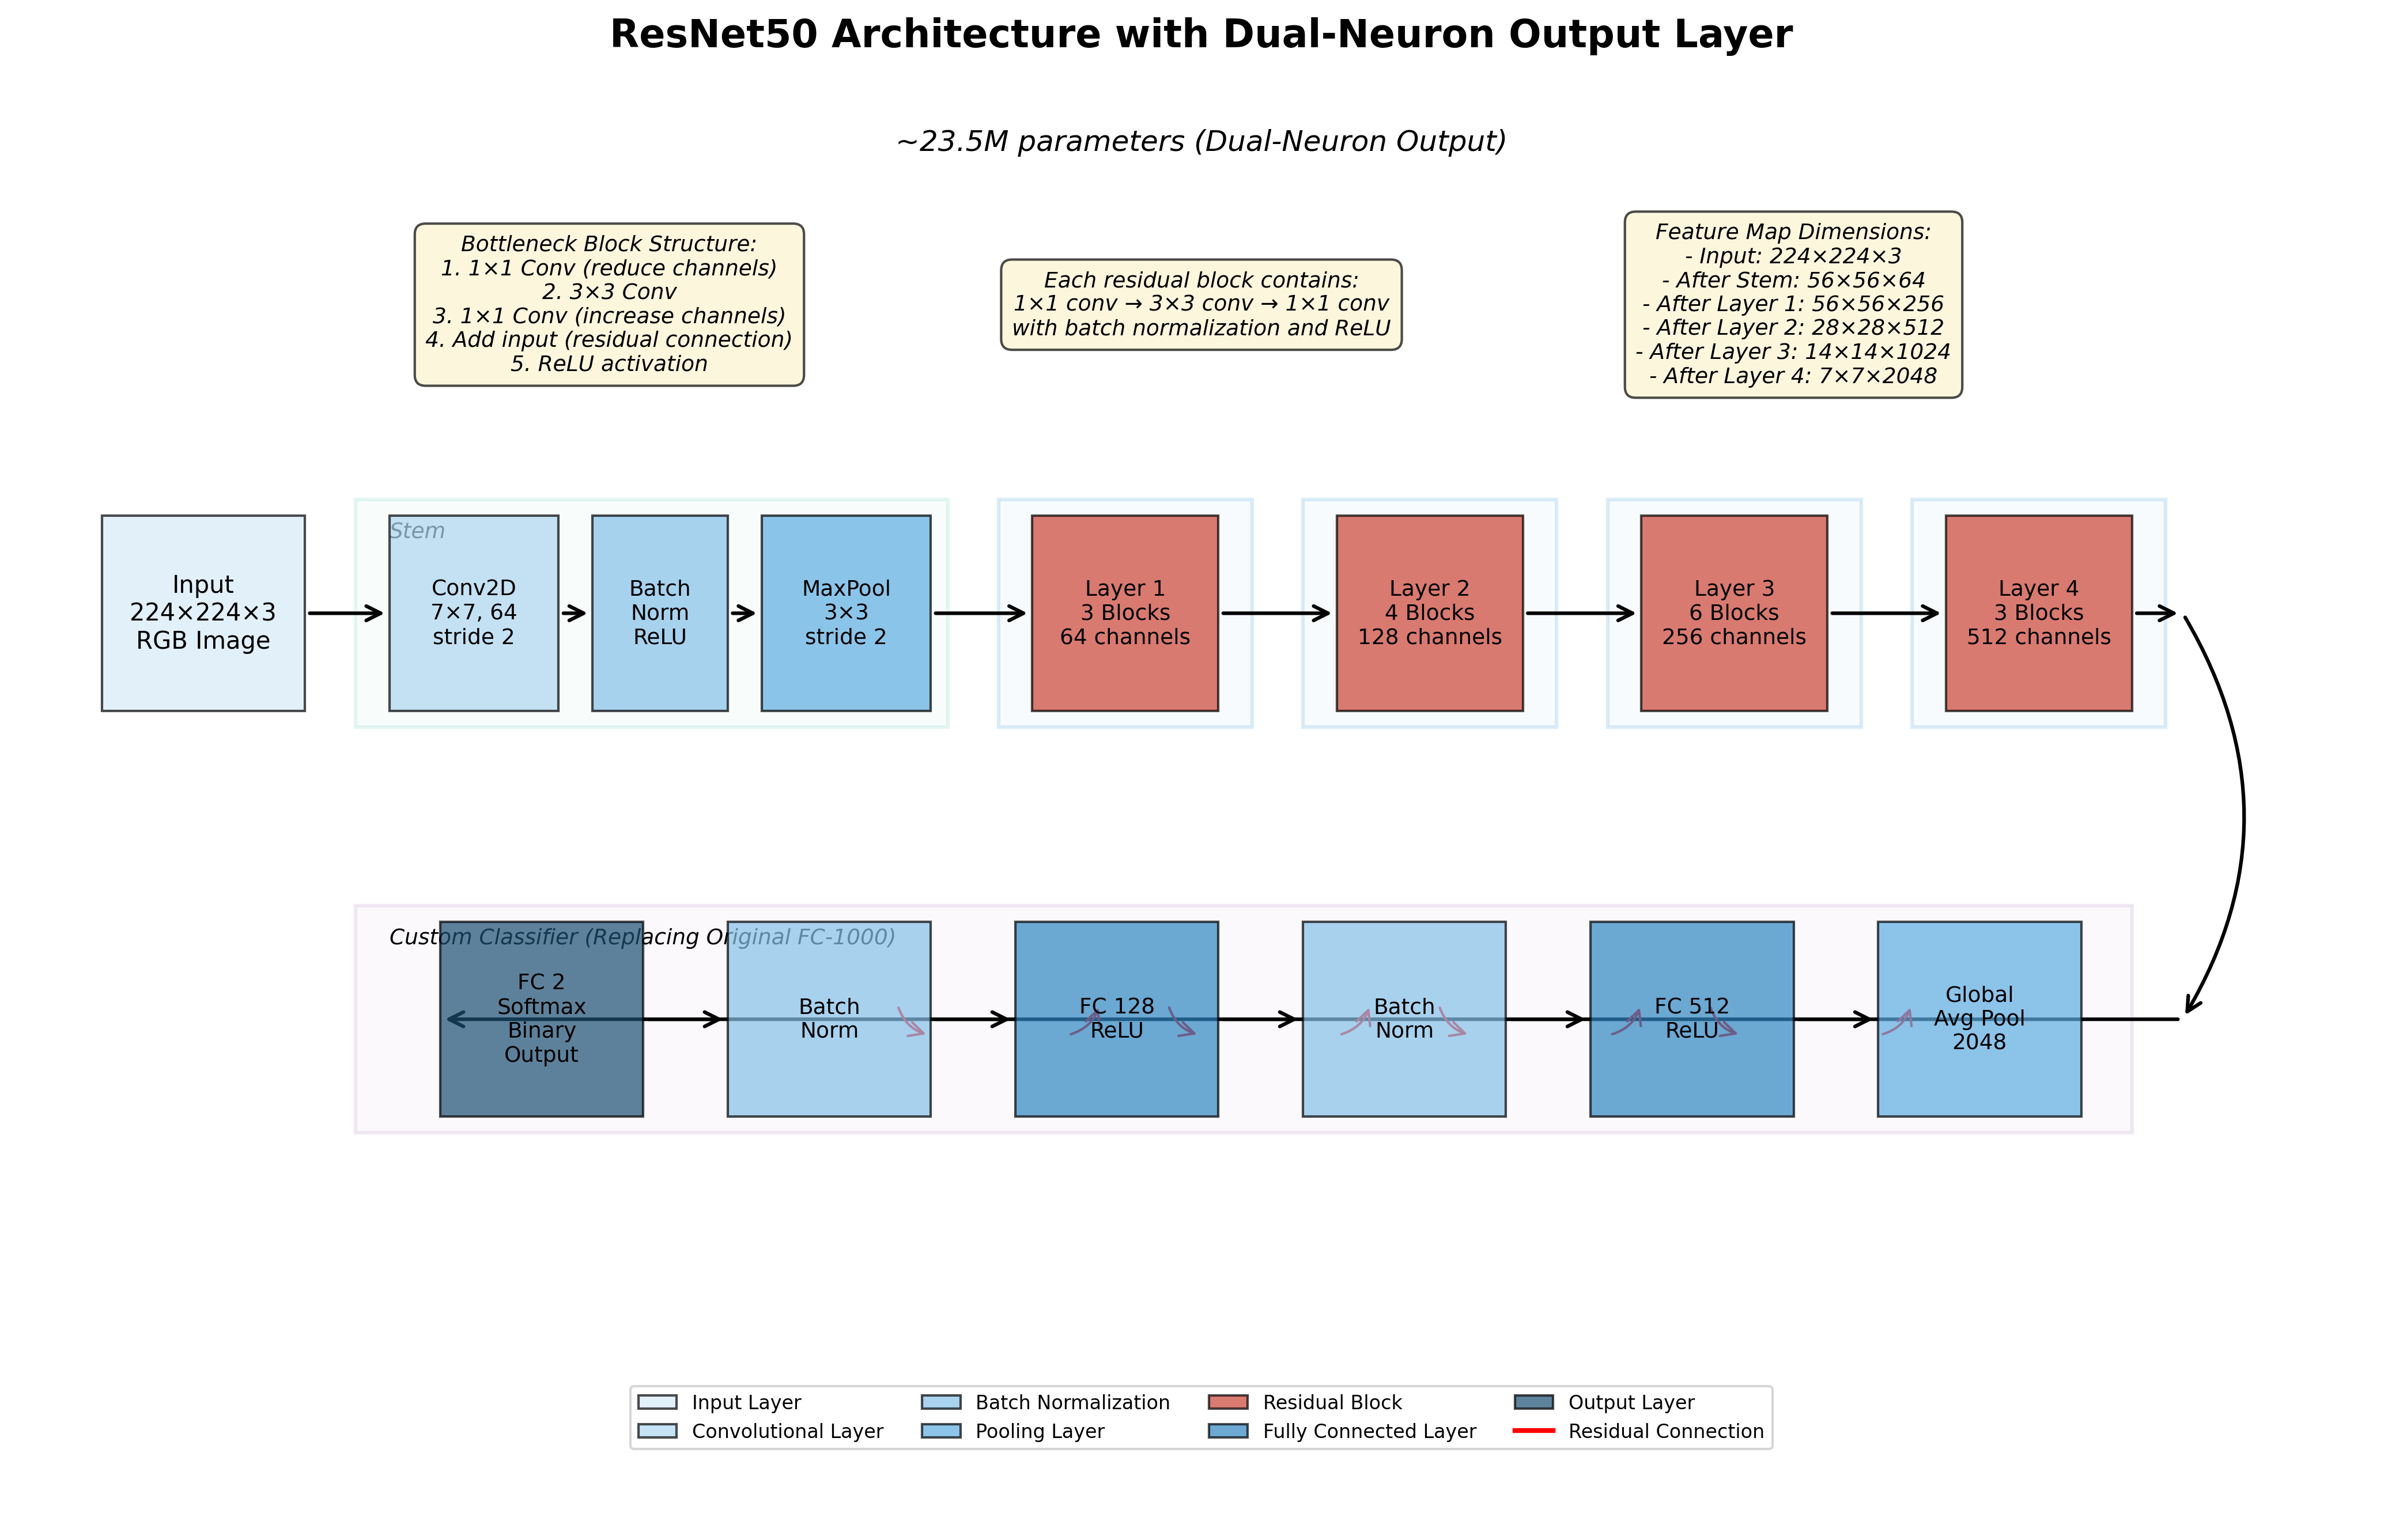 ResNet50 Architecture with Dual-Neuron Output Layer
~23.5M parameters (Dual-Neuron Output)
Bottleneck Block Structure:
1. 1×1 Conv (reduce channels)
2. 3×3 Conv
3. 1×1 Conv (increase channels)
4. Add input (residual connection)
5. ReLU activation
Each residual block contains:
1×1 conv → 3×3 conv → 1×1 conv
with batch normalization and ReLU
Feature Map Dimensions:
- Input: 224×224×3
- After Stem: 56×56×64
- After Layer 1: 56×56×256
- After Layer 2: 28×28×512
- After Layer 3: 14×14×1024
- After Layer 4: 7×7×2048
Input
224×224×3
RGB Image
Stem
Conv2D
7×7, 64
stride 2
Batch
Norm
ReLU
MaxPool
3×3
stride 2
Layer 1
3 Blocks
64 channels
Layer 2
4 Blocks
128 channels
Layer 3
6 Blocks
256 channels
Layer 4
3 Blocks
512 channels
Custom Classifier (Replacing Original FC-1000)
FC 2
Softmax
Binary
Output
Batch
Norm
FC 128
ReLU
Batch
Norm
FC 512
ReLU
Global
Avg Pool
2048
Input Layer
Convolutional Layer
Batch Normalization
Pooling Layer
Residual Block
Fully Connected Layer
Output Layer
Residual Connection